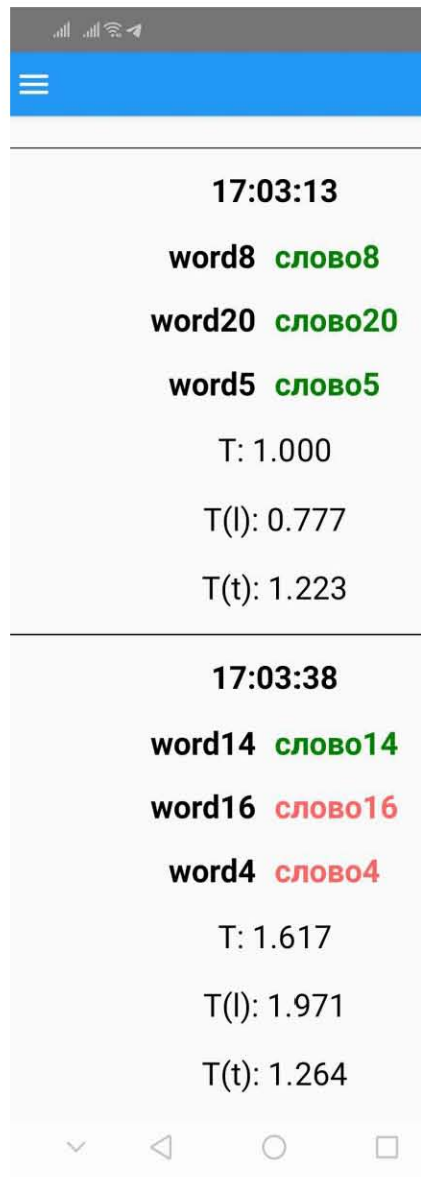 17:03:13
word8 слово8
word20 слово20
word5 слово5
T: 1.000
T(l): 0.777
T(t): 1.223
17:03:38
word14 слово14
word16 слово16
word4 слово4
T: 1.617
T(l): 1.971
T(t): 1.264